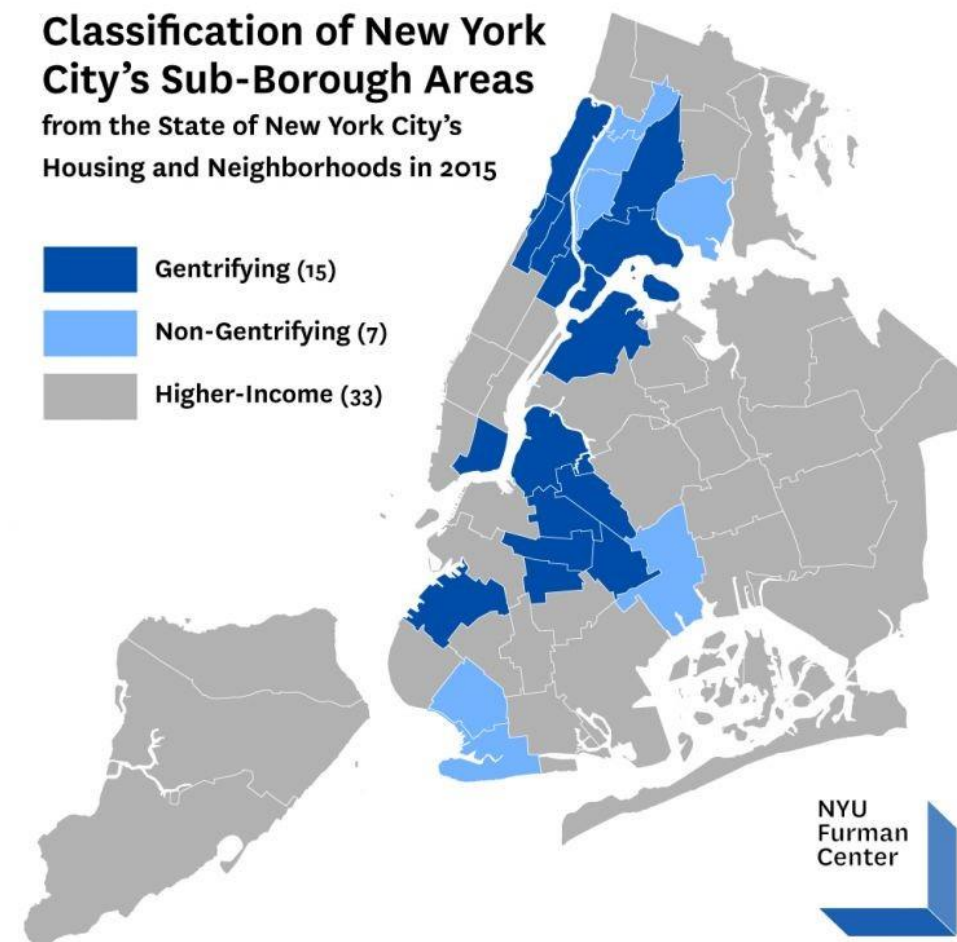 Classification of New York
City’s Sub-Borough Areas
from the State of New York City’s
Housing and Neighborhoods in 2015
Gentrifying (15)
Non-Gentrifying (7)
Higher-Income (33)
NYU
Furman
Center